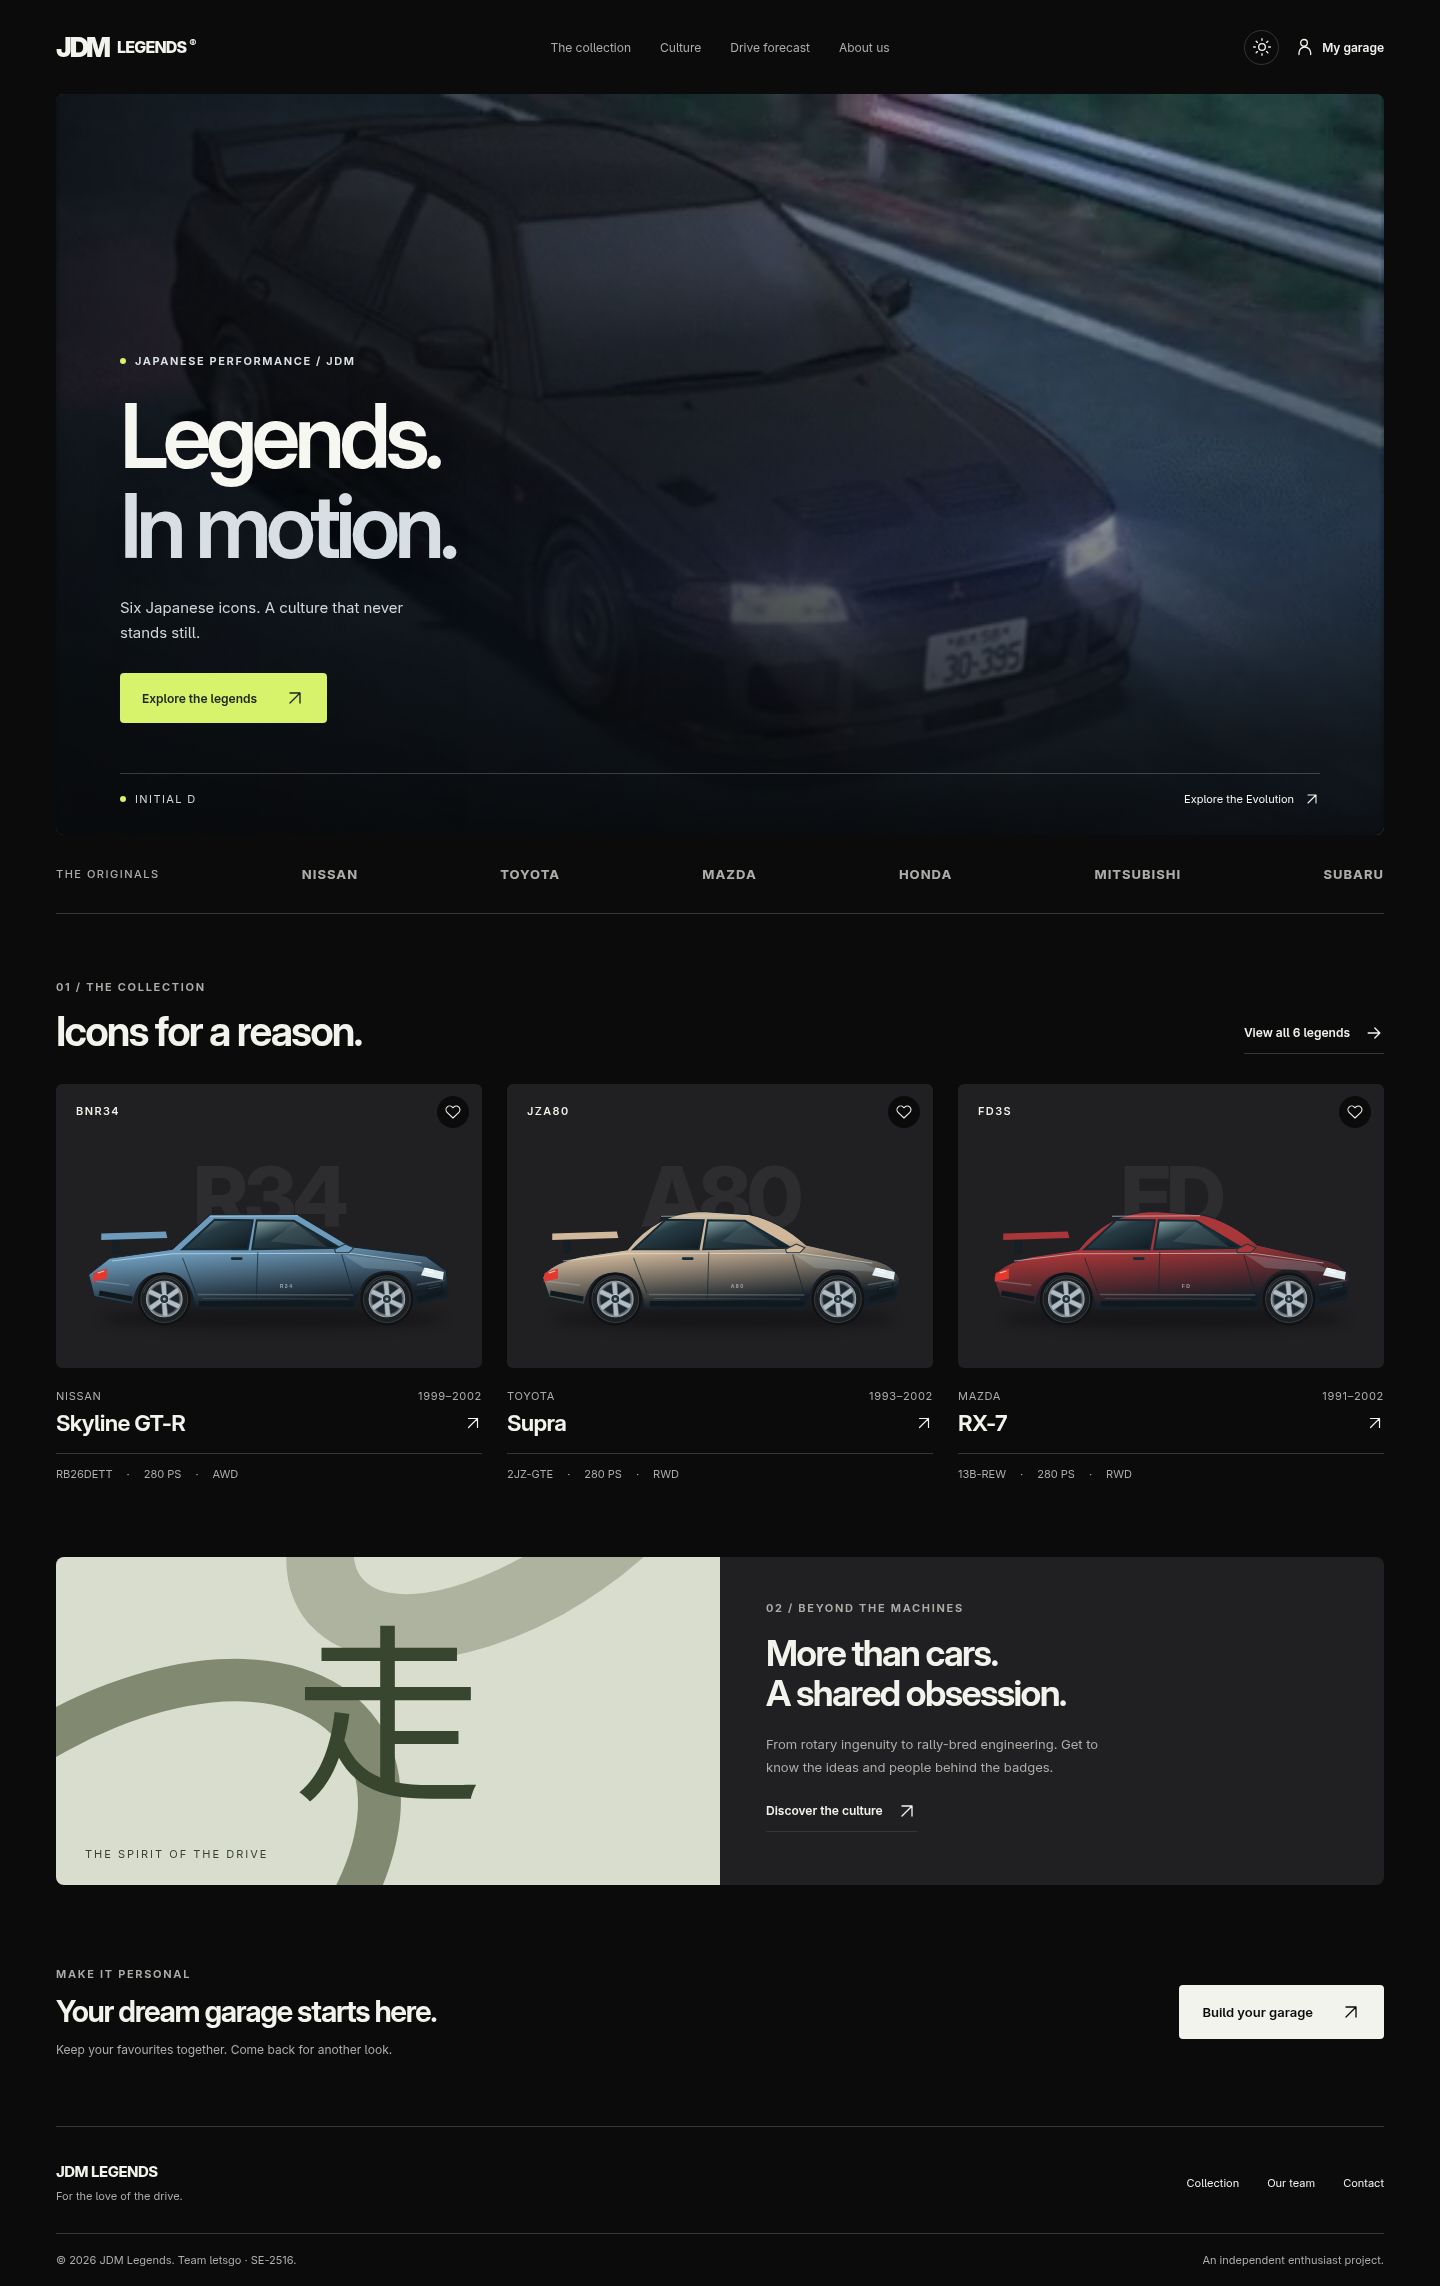 JDM LEGENDS®
The collection
Culture
Drive forecast
About us
My garage
JAPANESE PERFORMANCE / JDM
Legends.
In motion.
Six Japanese icons. A culture that never
stands still.
Explore the legends
30-395
INITIAL D
Explore the Evolution
THE ORIGINALS
NISSAN
TOYOTA
MAZDA
HONDA
MITSUBISHI
SUBARU
01 / THE COLLECTION
Icons for a reason.
View all 6 legends
BNR34
R34
R34
JZA80
A80
A80
FD3S
FD
FD
NISSAN
1999–2002
Skyline GT-R
RB26DETT · 280 PS · AWD
TOYOTA
1993–2002
Supra
2JZ-GTE · 280 PS · RWD
MAZDA
1991–2002
RX-7
13B-REW · 280 PS · RWD
走
THE SPIRIT OF THE DRIVE
02 / BEYOND THE MACHINES
More than cars.
A shared obsession.
From rotary ingenuity to rally-bred engineering. Get to
know the ideas and people behind the badges.
Discover the culture
MAKE IT PERSONAL
Your dream garage starts here.
Keep your favourites together. Come back for another look.
Build your garage
JDM LEGENDS
For the love of the drive.
Collection
Our team
Contact
© 2026 JDM Legends. Team letsgo · SE-2516.
An independent enthusiast project.